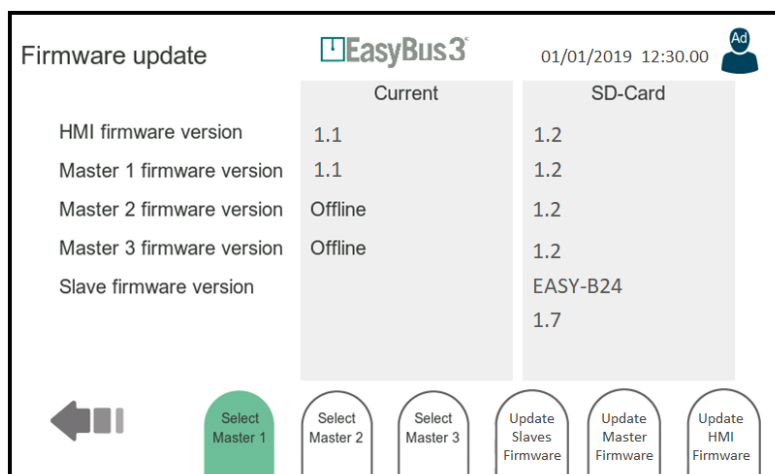 Firmware update
EasyBus3
01/01/2019 12:30.00
Ad
Current
SD-Card
HMI firmware version 1.1 1.2
Master 1 firmware version 1.1 1.2
Master 2 firmware version Offline 1.2
Master 3 firmware version Offline 1.2
Slave firmware version EASY-B24
1.7
Select
Master 1
Select
Master 2
Select
Master 3
Update
Slaves
Firmware
Update
Master
Firmware
Update
HMI
Firmware